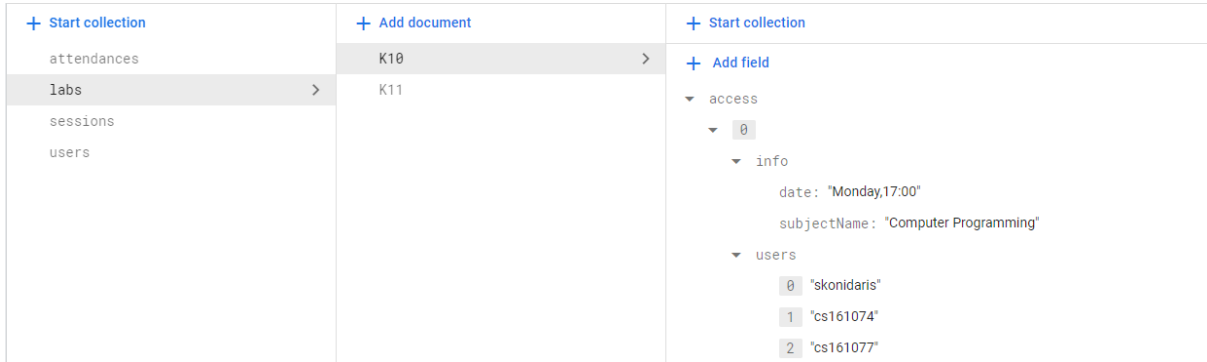 + Start collection
attendances
labs
sessions
users
+ Add document
K10
K11
+ Start collection
+ Add field
access
0
info
date: "Monday,17:00"
subjectName: "Computer Programming"
users
0 "skonidaris"
1 "cs161074"
2 "cs161077"